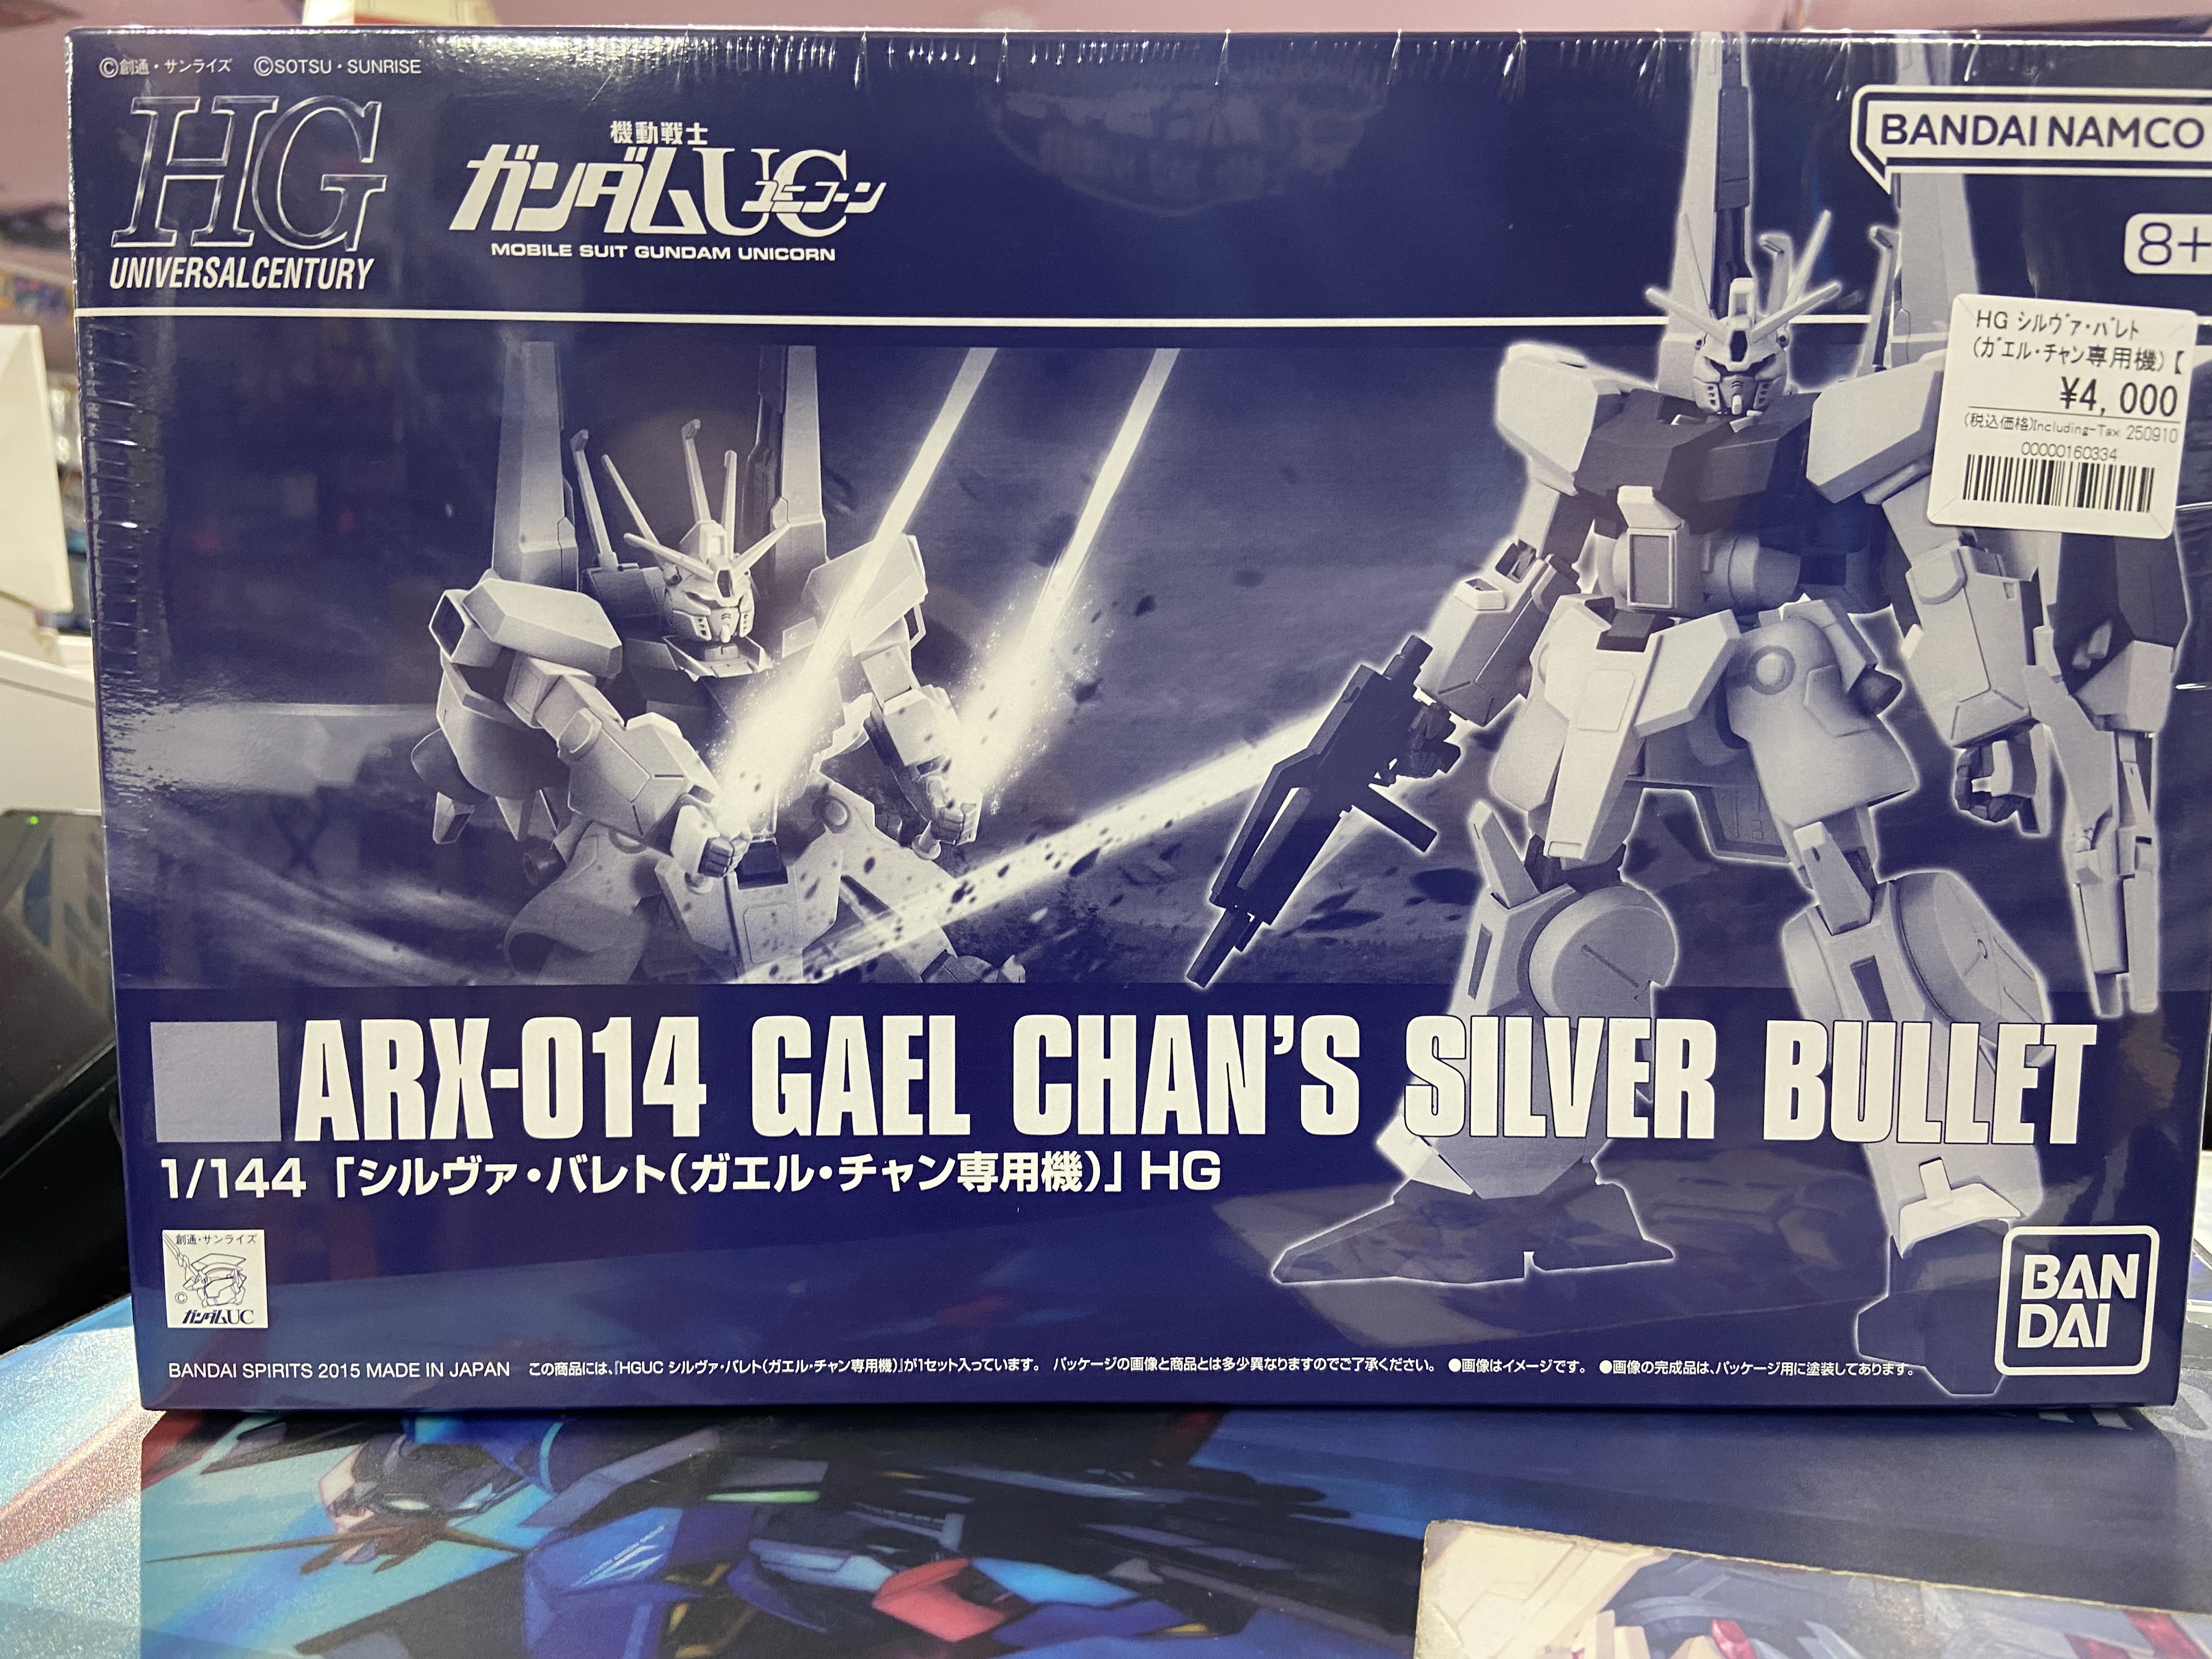 ©創通・サンライズ ©SOTSU・SUNRISE
HG
UNIVERSAL CENTURY
機動戦士
ガンダムUC
ユニコーン
MOBILE SUIT GUNDAM UNICORN
BANDAI NAMCO
8+
HG シルヴァ・バレト
(ガエル・チャン専用機)【
¥4,000
(税込価格)Including-Tax 250910
00000160334
ARX-014 GAEL CHAN'S SILVER BULLET
1/144 「シルヴァ・バレト(ガエル・チャン専用機)」 HG
創通・サンライズ
©
ガンダムUC
BAN
DAI
BANDAI SPIRITS 2015 MADE IN JAPAN この商品には、「HGUC シルヴァ・バレト(ガエル・チャン専用機)」が1セット入っています。 パッケージの画像と商品とは多少異なりますのでご了承ください。 ●画像はイメージです。 ●画像の完成品は、パッケージ用に塗装してあります。